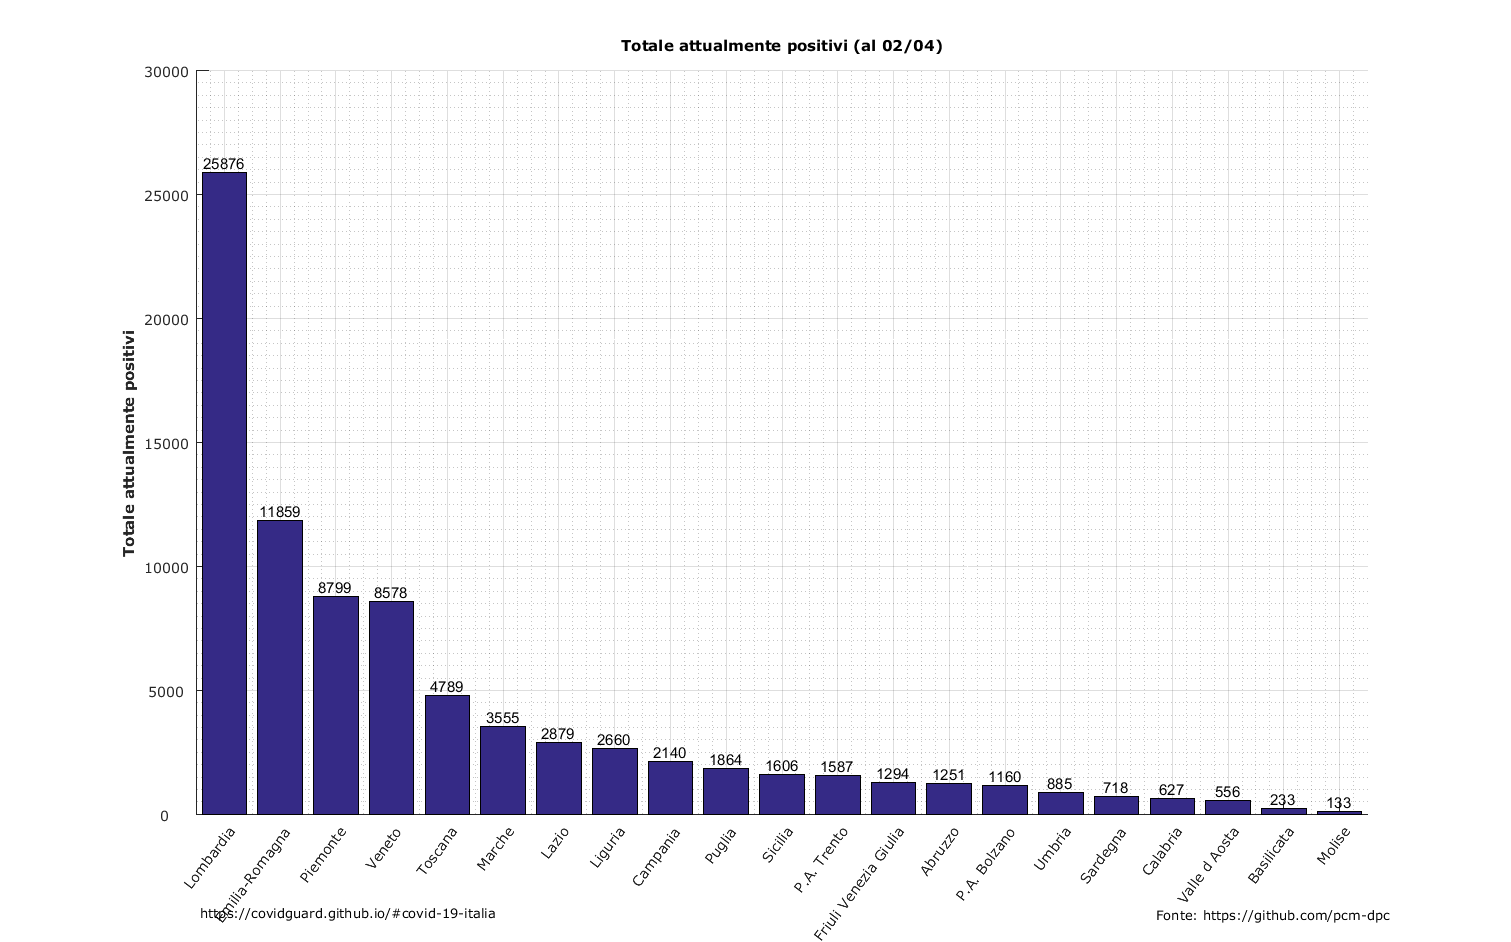 Totale attualmente positivi (al 02/04)
Totale attualmente positivi
30000
25000
20000
15000
10000
5000
0
25876
11859
8799
8578
4789
3555
2879
2660
2140
1864
1606
1587
1294
1251
1160
885
718
627
556
233
133
Lombardia
Emilia-Romagna
Piemonte
Veneto
Toscana
Marche
Lazio
Liguria
Campania
Puglia
Sicilia
P.A. Trento
Friuli Venezia Giulia
Abruzzo
P.A. Bolzano
Umbria
Sardegna
Calabria
Valle d Aosta
Basilicata
Molise
https://covidguard.github.io/#covid-19-italia
Fonte: https://github.com/pcm-dpc